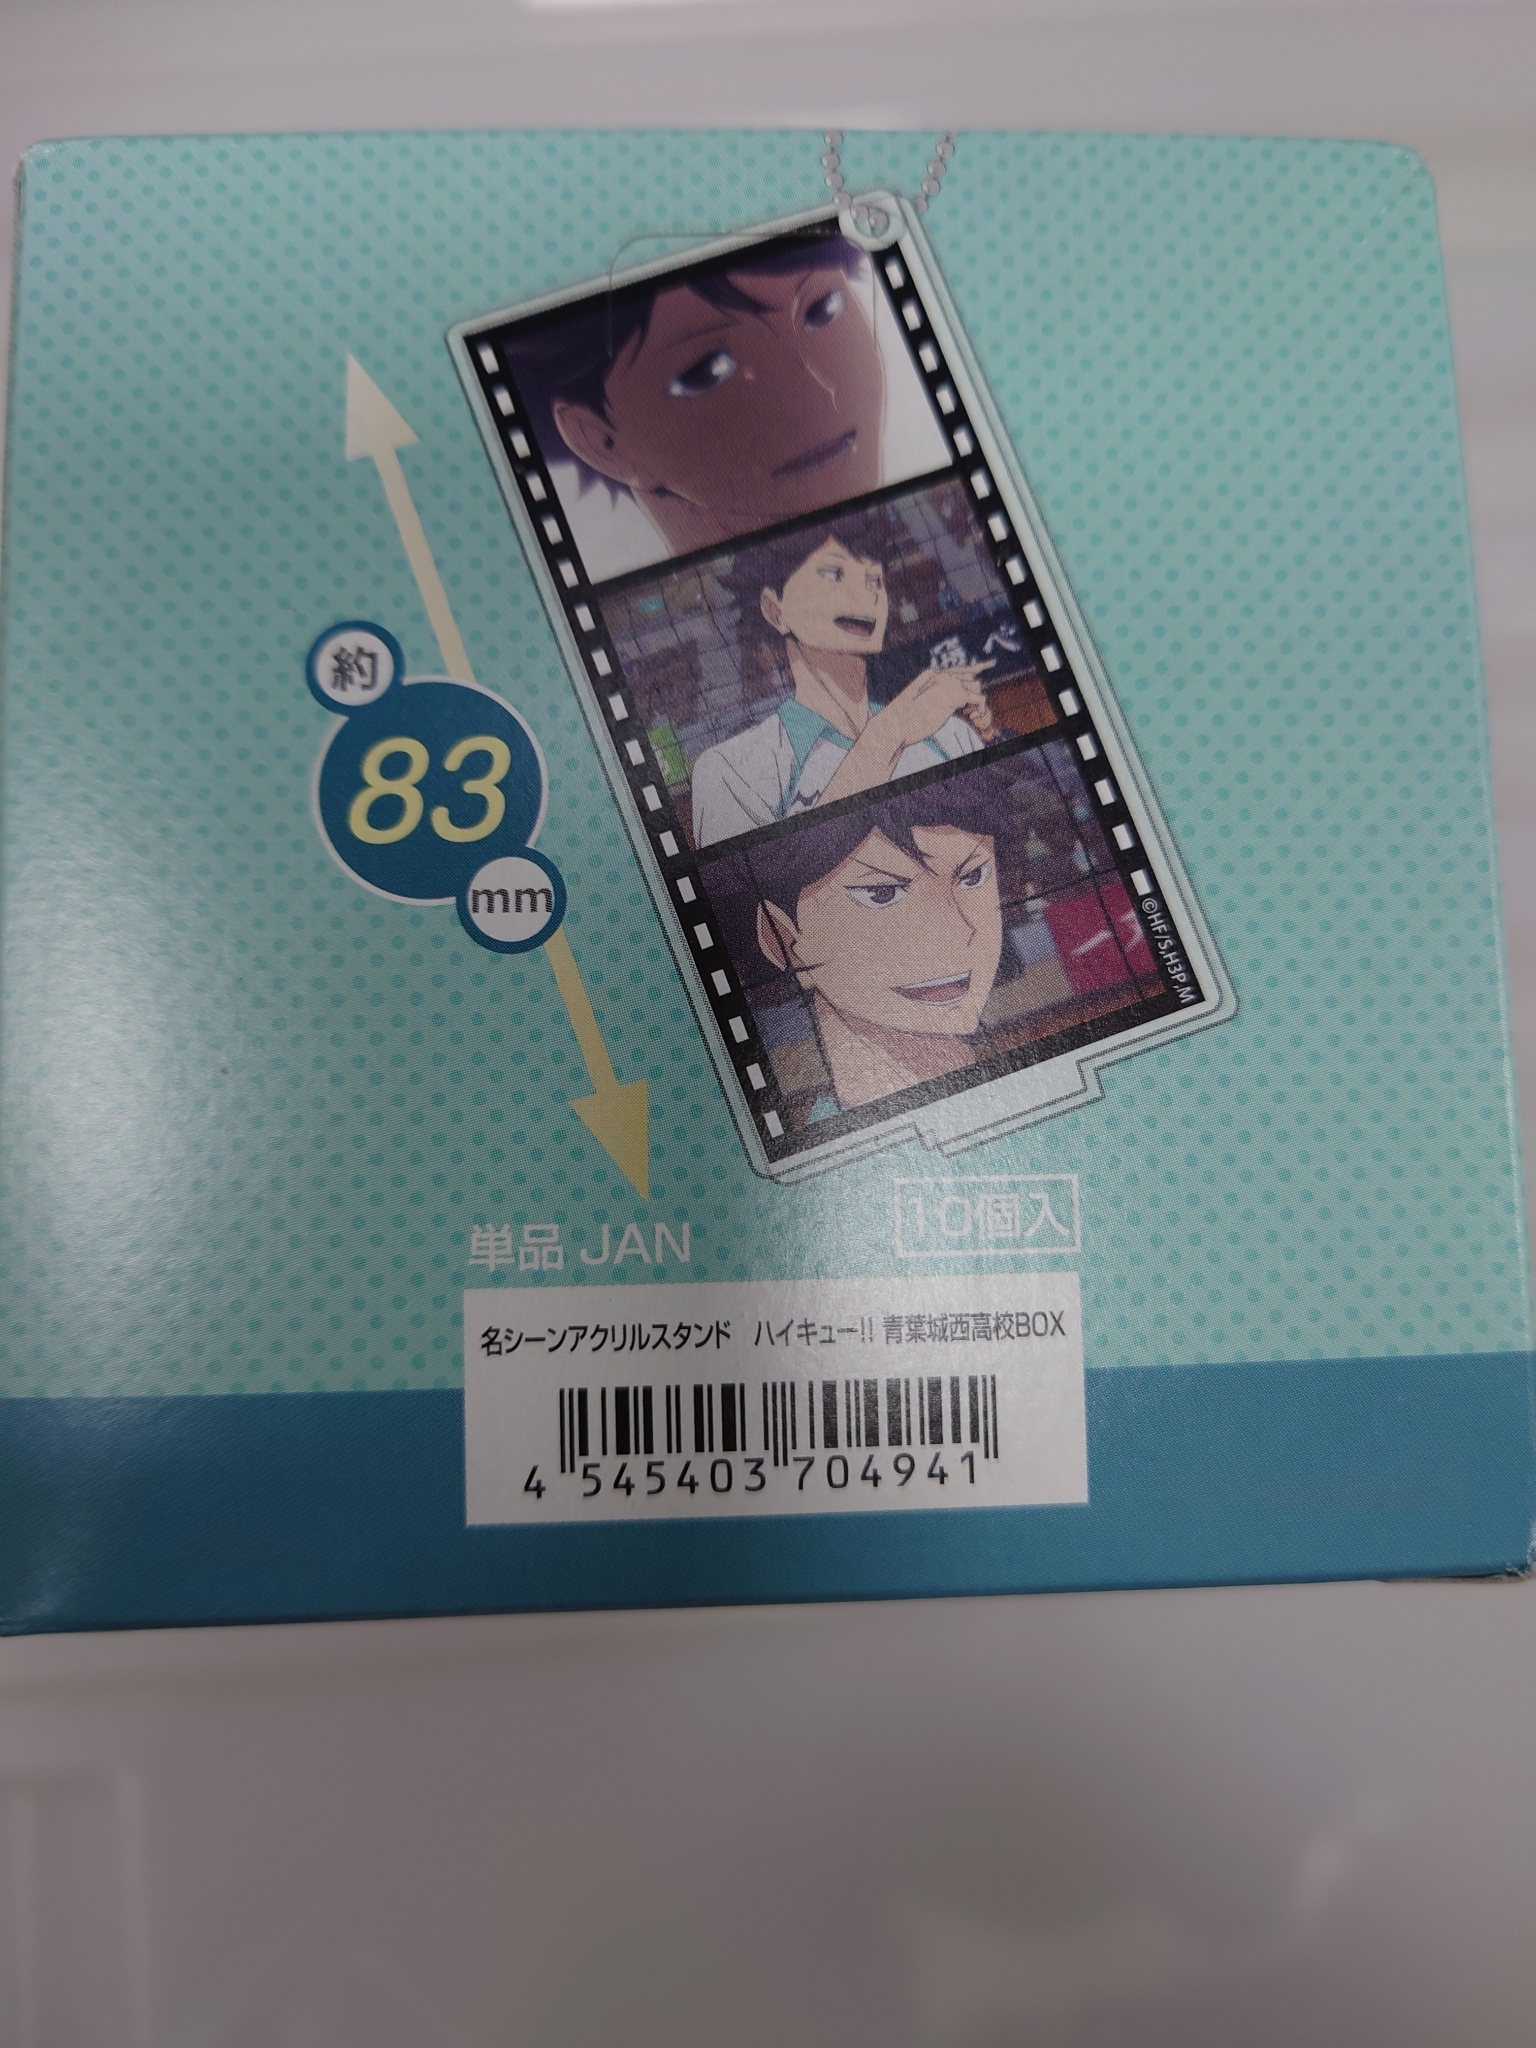 約
83
mm
©HF/S,H3P,M
単品 JAN
10個入
名シーンアクリルスタンド ハイキュー!! 青葉城西高校BOX
4 545403 704941